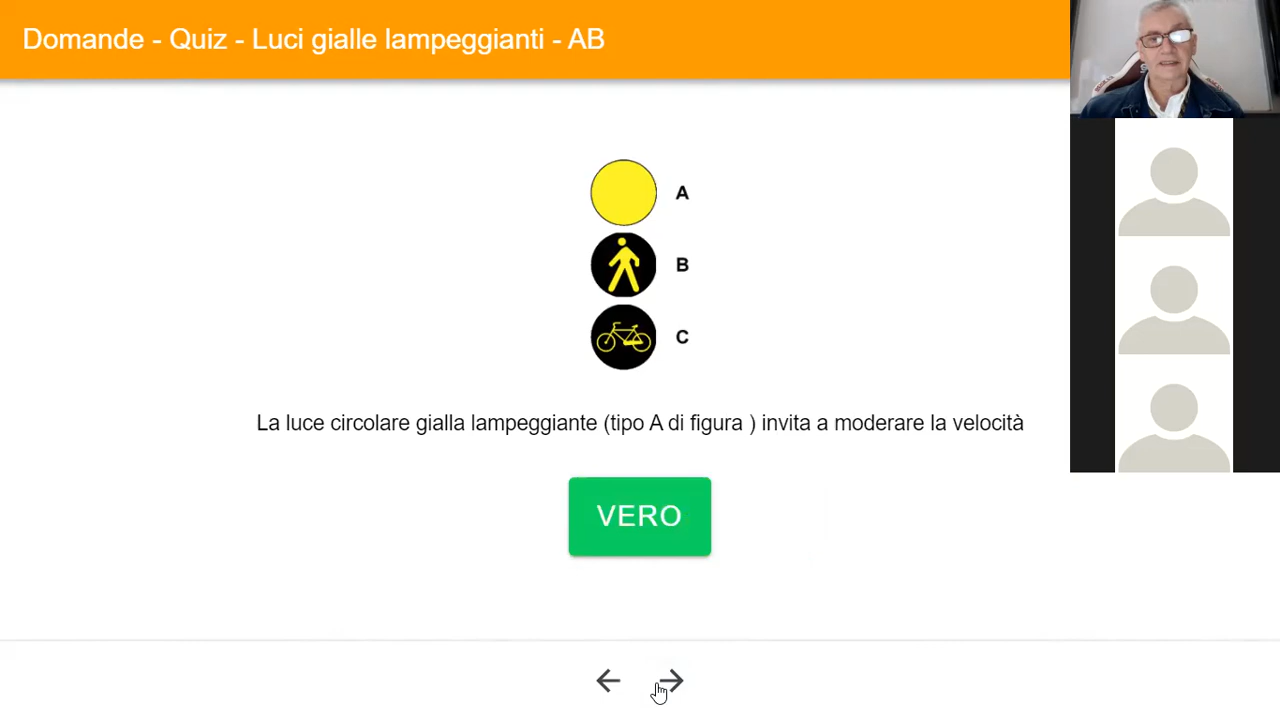 Domande - Quiz - Luci gialle lampeggianti - AB
A
B
C
La luce circolare gialla lampeggiante (tipo A di figura ) invita a moderare la velocità
VERO